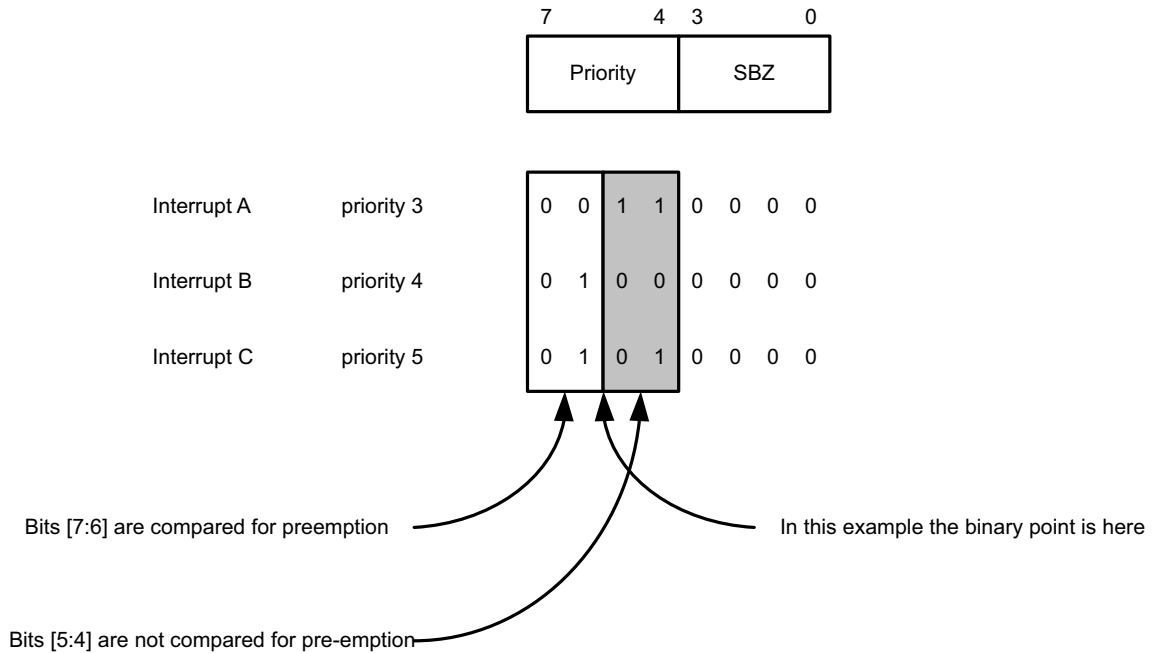 7 4 3 0
Priority SBZ
Interrupt A priority 3 0 0 1 1 0 0 0 0
Interrupt B priority 4 0 1 0 0 0 0 0 0
Interrupt C priority 5 0 1 0 1 0 0 0 0
Bits [7:6] are compared for preemption In this example the binary point is here
Bits [5:4] are not compared for pre-emption